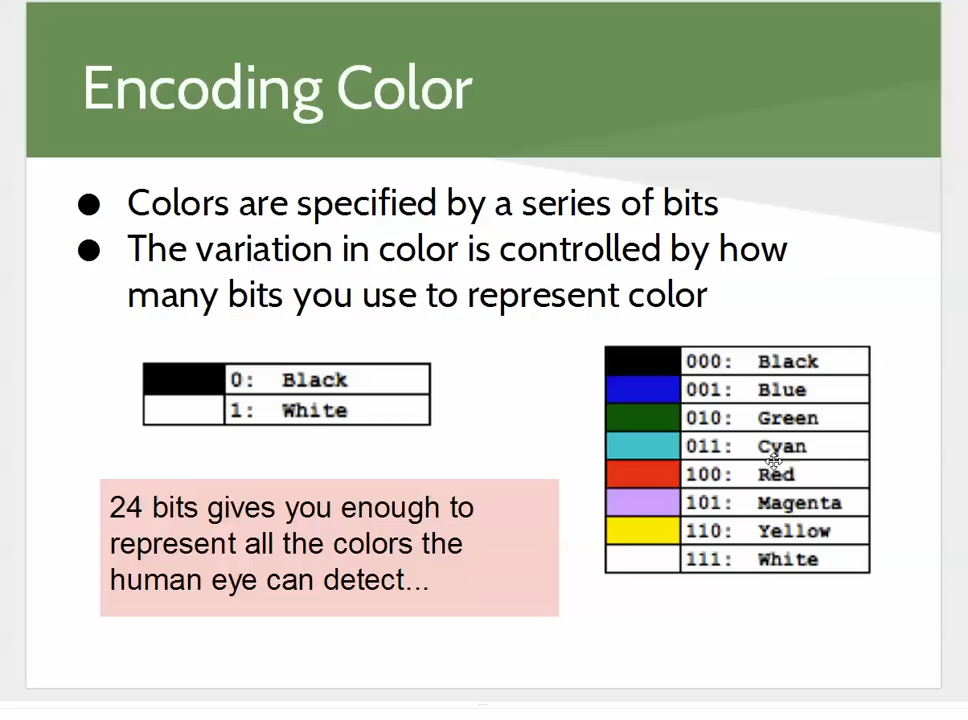 Encoding Color
● Colors are specified by a series of bits
● The variation in color is controlled by how
many bits you use to represent color
0: Black
1: White
000: Black
001: Blue
010: Green
011: Cyan
100: Red
101: Magenta
110: Yellow
111: White
24 bits gives you enough to
represent all the colors the
human eye can detect...